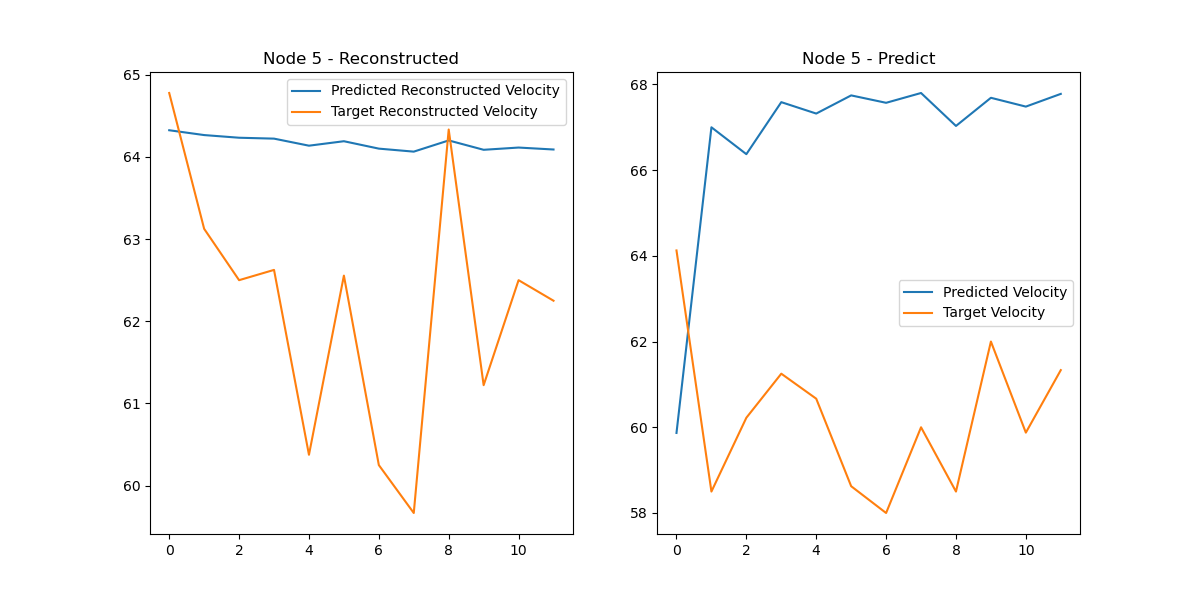 Node 5 - Reconstructed
65
64
63
62
61
60
0 2 4 6 8 10
Predicted Reconstructed Velocity
Target Reconstructed Velocity
Node 5 - Predict
68
66
64
62
60
58
0 2 4 6 8 10
Predicted Velocity
Target Velocity